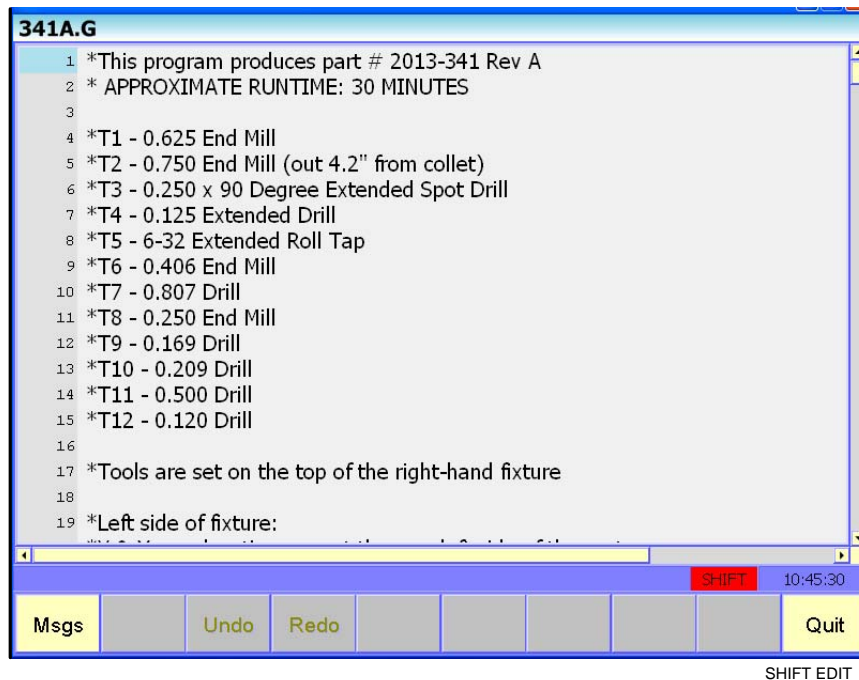 341A.G
1 *This program produces part # 2013-341 Rev A
2 * APPROXIMATE RUNTIME: 30 MINUTES
3
4 *T1 - 0.625 End Mill
5 *T2 - 0.750 End Mill (out 4.2" from collet)
6 *T3 - 0.250 x 90 Degree Extended Spot Drill
7 *T4 - 0.125 Extended Drill
8 *T5 - 6-32 Extended Roll Tap
9 *T6 - 0.406 End Mill
10 *T7 - 0.807 Drill
11 *T8 - 0.250 End Mill
12 *T9 - 0.169 Drill
13 *T10 - 0.209 Drill
14 *T11 - 0.500 Drill
15 *T12 - 0.120 Drill
16
17 *Tools are set on the top of the right-hand fixture
18
19 *Left side of fixture:
SHIFT 10:45:30
Msgs Undo Redo Quit
SHIFT EDIT